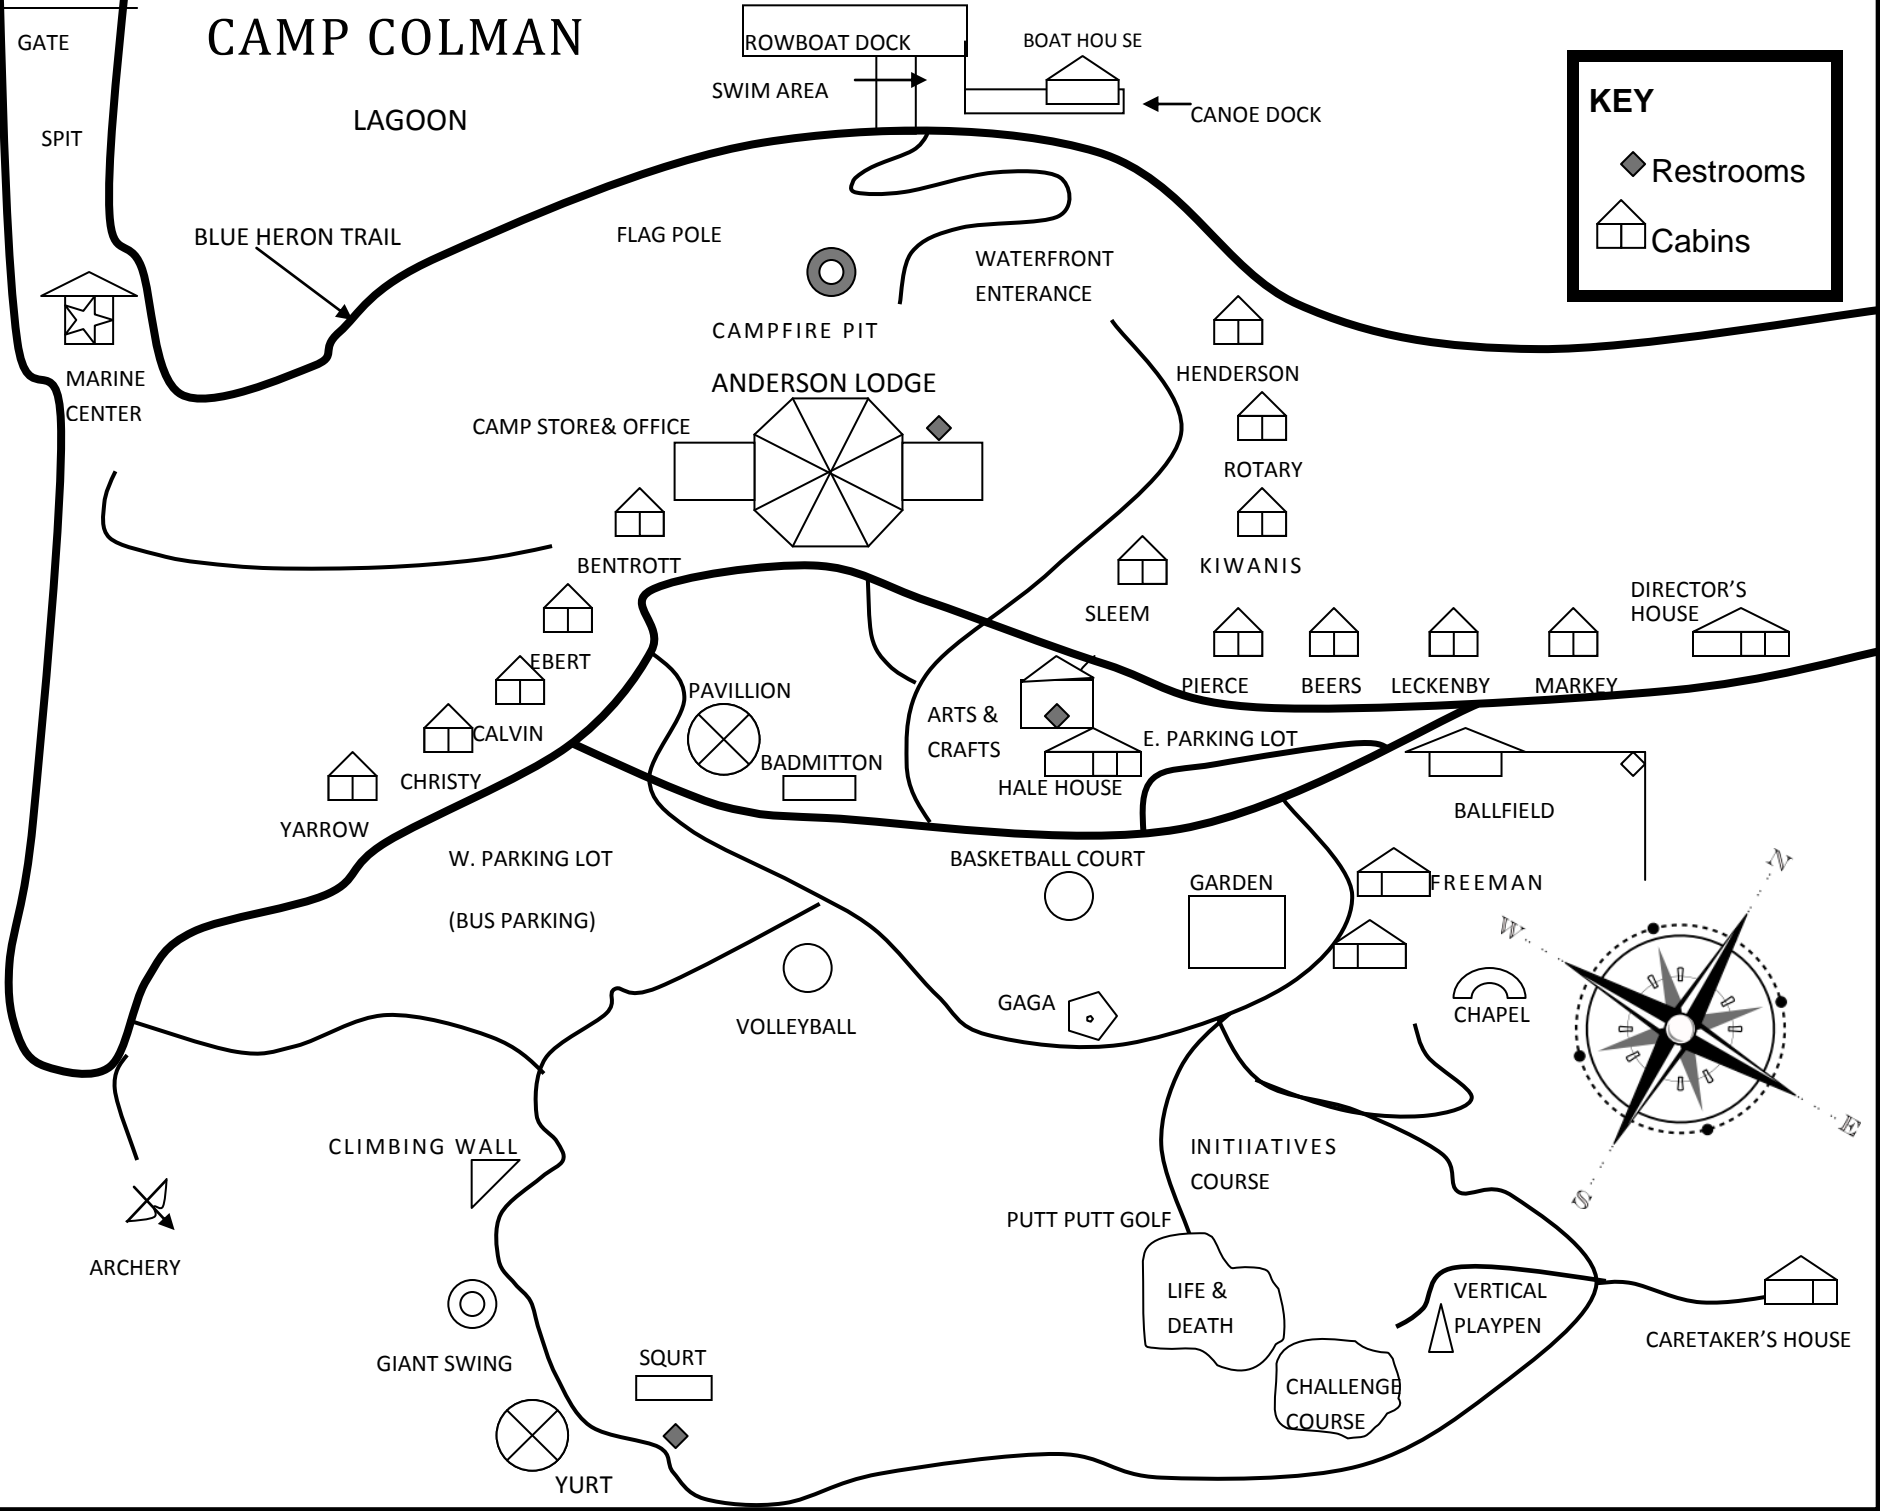 GATE
CAMP COLMAN
ROWBOAT DOCK
BOAT HOU SE
SWIM AREA
CANOE DOCK
LAGOON
SPIT
KEY
Restrooms
Cabins
BLUE HERON TRAIL
FLAG POLE
WATERFRONT
ENTERANCE
CAMPFIRE PIT
MARINE
CENTER
ANDERSON LODGE
HENDERSON
CAMP STORE& OFFICE
ROTARY
BENTROTT
KIWANIS
SLEEM
DIRECTOR'S
HOUSE
EBERT
PIERCE
BEERS
LECKENBY
MARKEY
PAVILLION
CALVIN
ARTS &
CRAFTS
E. PARKING LOT
BADMITTON
CHRISTY
HALE HOUSE
BALLFIELD
YARROW
W. PARKING LOT
(BUS PARKING)
BASKETBALL COURT
GARDEN
FREEMAN
N
W
E
S
GAGA
CHAPEL
VOLLEYBALL
CLIMBING WALL
INITIIATIVES
COURSE
PUTT PUTT GOLF
ARCHERY
LIFE &
DEATH
VERTICAL
PLAYPEN
CARETAKER'S HOUSE
GIANT SWING
SQURT
CHALLENGE
COURSE
YURT